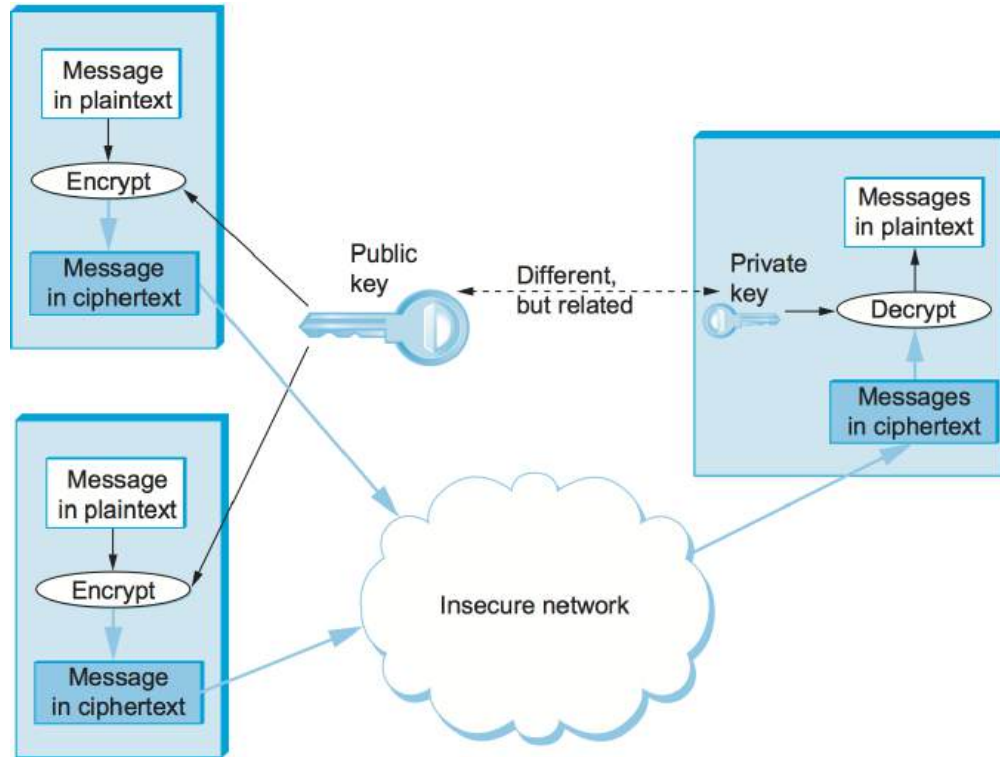 Message
in plaintext
Encrypt
Message
in ciphertext
Public
key
Different,
but related
Private
key
Messages
in plaintext
Decrypt
Messages
in ciphertext
Message
in plaintext
Encrypt
Message
in ciphertext
Insecure network